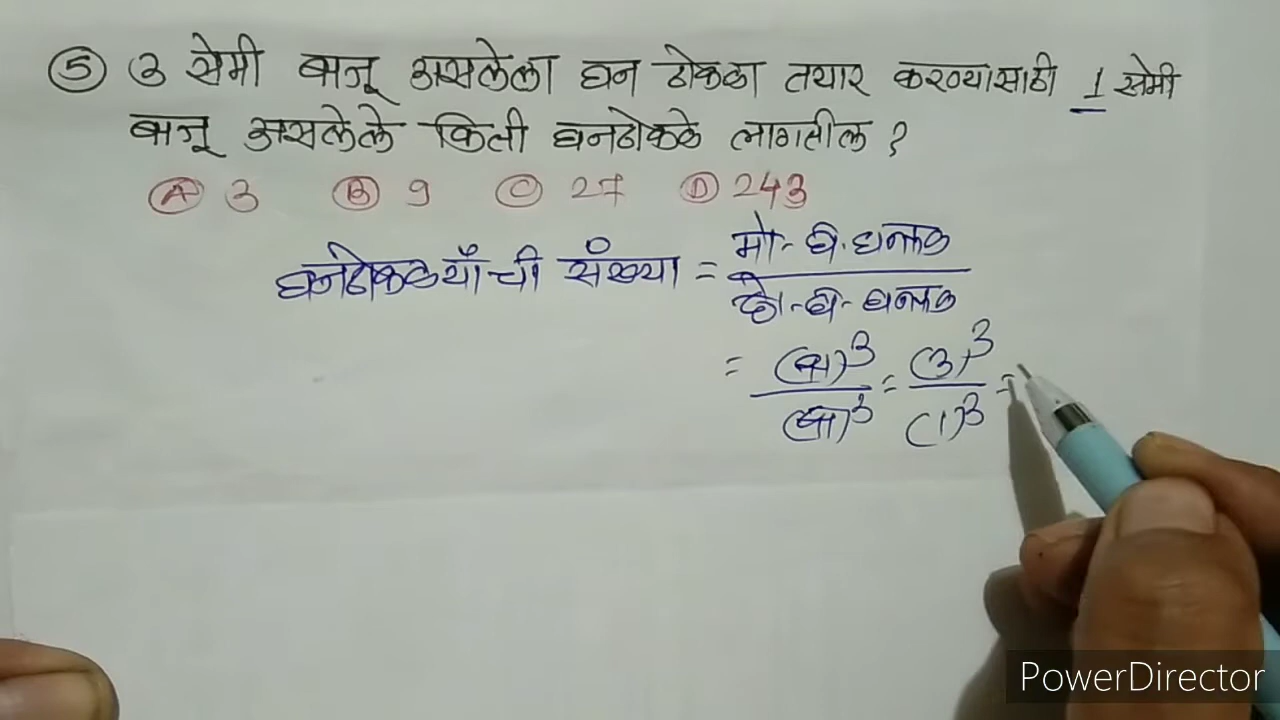 ⑤ 3 सेमी बाजू असलेला घन ठोकळा तयार करण्यासाठी 1 सेमी
बाजू असलेले किती घनठोकळे लागतील ?
Ⓐ 3 Ⓑ 9 Ⓒ 27 Ⓓ 243
घनठोकळ्याँची संख्या = मो. घ. घनफळ
छो. घ. घनफळ
= (बा)³ = (3)³ =
(बा)³ (1)³
PowerDirector